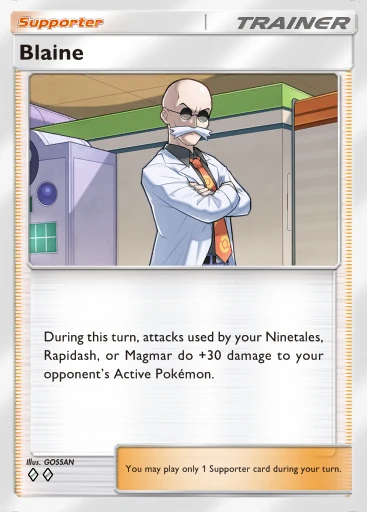 Supporter
TRAINER
Blaine
During this turn, attacks used by your Ninetales,
Rapidash, or Magmar do +30 damage to your
opponent's Active Pokémon.
Illus. GOSSAN
You may play only 1 Supporter card during your turn.